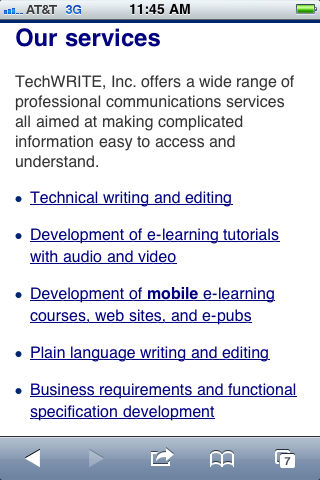 AT&T 3G 11:45 AM
Our services
TechWRITE, Inc. offers a wide range of
professional communications services
all aimed at making complicated
information easy to access and
understand.
Technical writing and editing
Development of e-learning tutorials
with audio and video
Development of mobile e-learning
courses, web sites, and e-pubs
Plain language writing and editing
Business requirements and functional
specification development
7